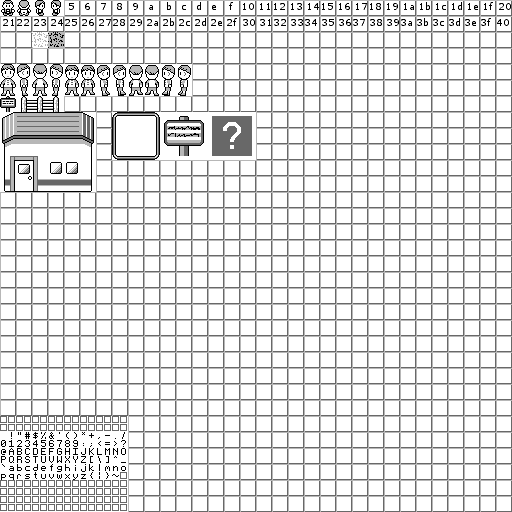 5 6 7 8 9 a b c d e f 10 11 12 13 14 15 16 17 18 19 1a 1b 1c 1d 1e 1f 20
21 22 23 24 25 26 27 28 29 2a 2b 2c 2d 2e 2f 30 31 32 33 34 35 36 37 38 39 3a 3b 3c 3d 3e 3f 40
?
!"#$%&'()*+,-./
0123456789:;<=>?
@ABCDEFGHIJKLMNO
PQRSTUVWXYZ[\]^_
`abcdefghijklmno
pqrstuvwxyz{|}~